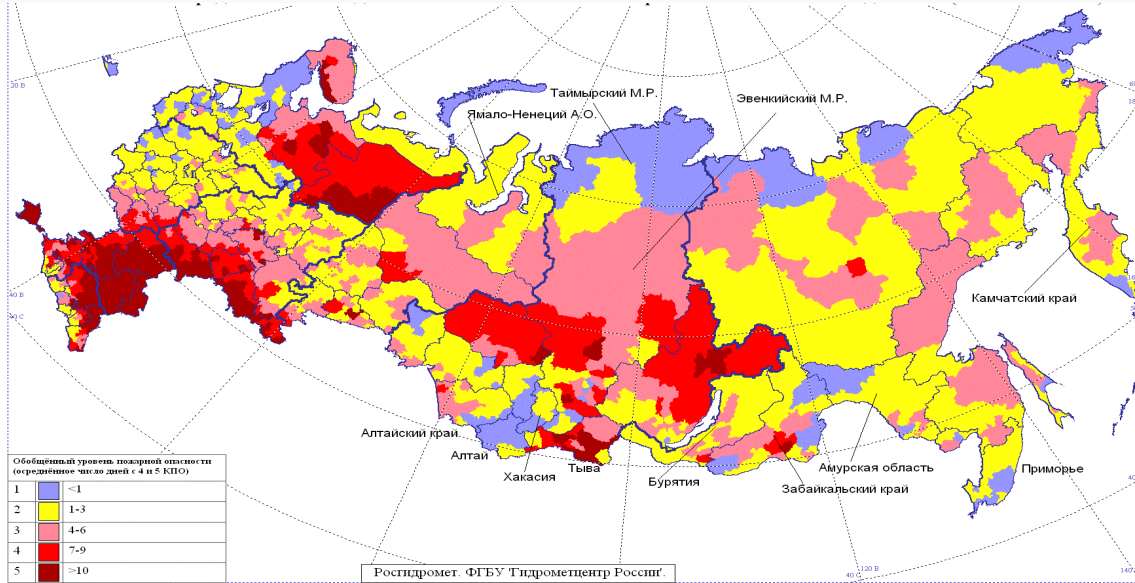 Таймырский М.Р.
Эвенкийский М.Р.
Ямало-Ненеций А.О.
20 В
М
Камчатский край
40 В
40 С
Алтайский край
Алтай
Хакасия
Тыва
Бурятия
Забайкальский край
Амурская область
Приморье
Обобщённый уровень пожарной опасности
(осреднённое число дней с 4 и 5 КПО)
1 <1
2 1-3
3 4-6
4 7-9
5 >10
Росгидромет. ФГБУ 'Гидрометцентр России'.
40 С
120 В
140